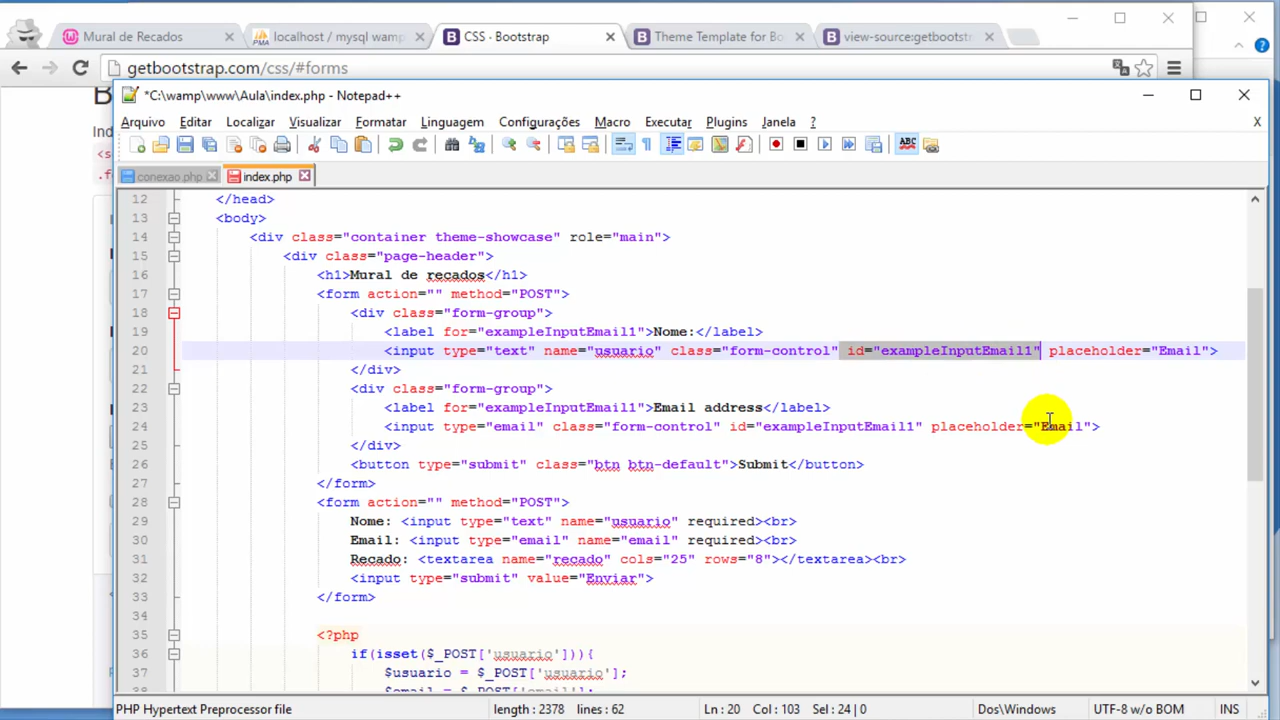 Mural de Recados
localhost / mysql wamp
CSS · Bootstrap
Theme Template for Bo
view-source:getbootstr
getbootstrap.com/css/#forms
*C:\wamp\www\Aula\index.php - Notepad++
Arquivo Editar Localizar Visualizar Formatar Linguagem Configurações Macro Executar Plugins Janela ? X
conexao.php index.php
12 </head>
13 <body>
14 <div class="container theme-showcase" role="main">
15 <div class="page-header">
16 <h1>Mural de recados</h1>
17 <form action="" method="POST">
18 <div class="form-group">
19 <label for="exampleInputEmail1">Nome:</label>
20 <input type="text" name="usuario" class="form-control" id="exampleInputEmail1" placeholder="Email">
21 </div>
22 <div class="form-group">
23 <label for="exampleInputEmail1">Email address</label>
24 <input type="email" class="form-control" id="exampleInputEmail1" placeholder="Email">
25 </div>
26 <button type="submit" class="btn btn-default">Submit</button>
27 </form>
28 <form action="" method="POST">
29 Nome: <input type="text" name="usuario" required><br>
30 Email: <input type="email" name="email" required><br>
31 Recado: <textarea name="recado" cols="25" rows="8"></textarea><br>
32 <input type="submit" value="Enviar">
33 </form>
34
35 <?php
36 if(isset($_POST['usuario'])){
37 $usuario = $_POST['usuario'];
38 $email = $_POST['email'];
PHP Hypertext Preprocessor file length : 2378 lines : 62 Ln : 20 Col : 103 Sel : 24 | 0 Dos\Windows UTF-8 w/o BOM INS